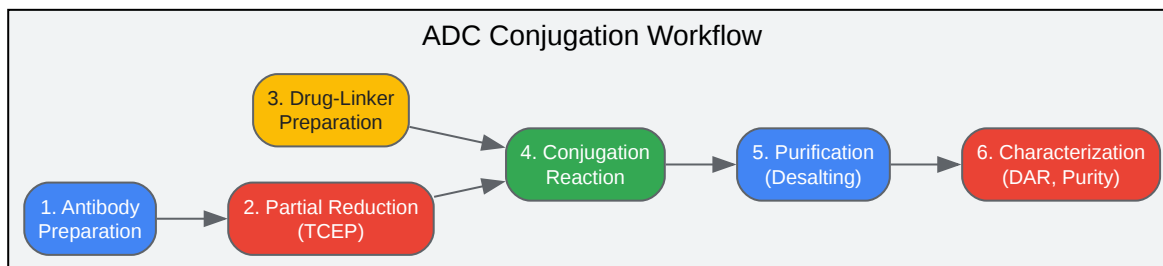 ADC Conjugation Workflow
1. Antibody
Preparation
2. Partial Reduction
(TCEP)
3. Drug-Linker
Preparation
4. Conjugation
Reaction
5. Purification
(Desalting)
6. Characterization
(DAR, Purity)